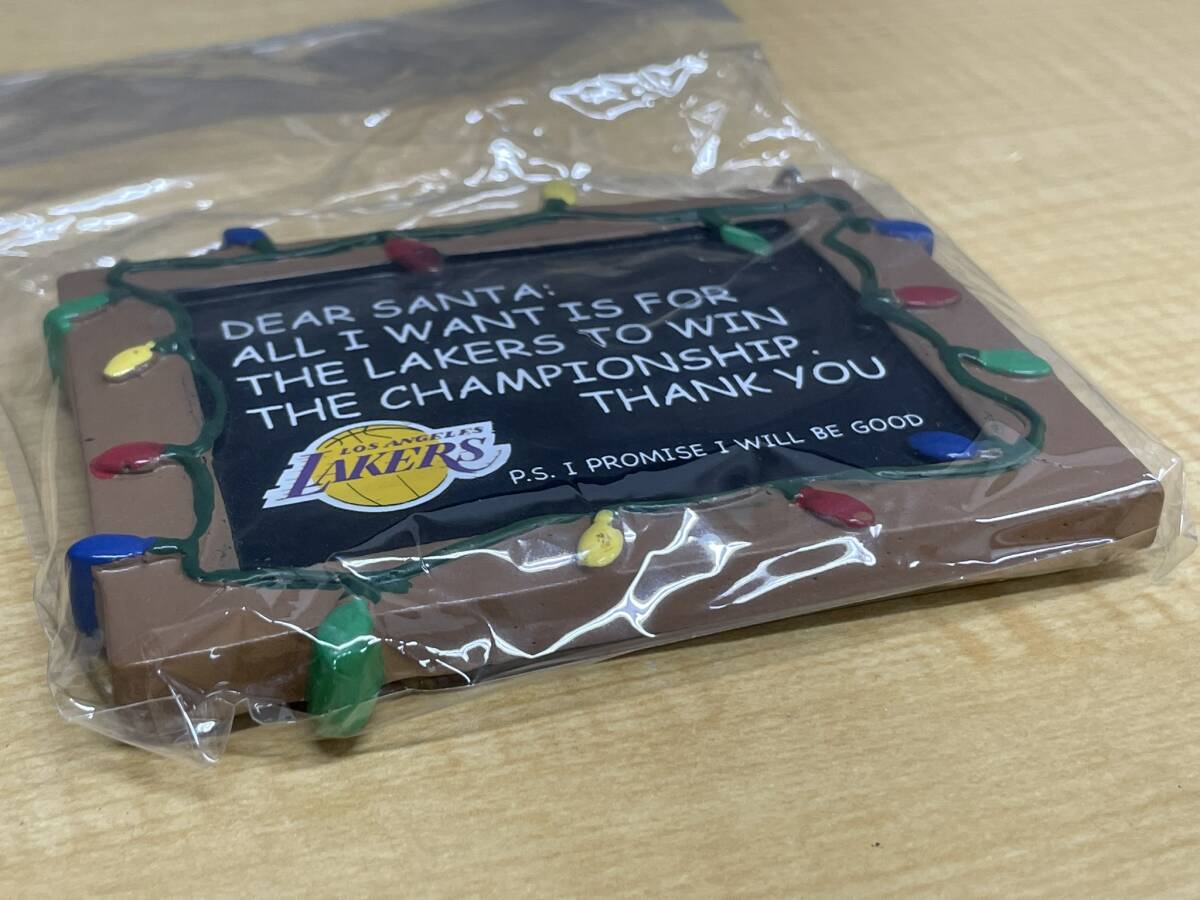 DEAR SANTA:
ALL I WANT IS FOR
THE LAKERS TO WIN
THE CHAMPIONSHIP.
THANK YOU
LOS ANGELES
LAKERS
P.S. I PROMISE I WILL BE GOOD